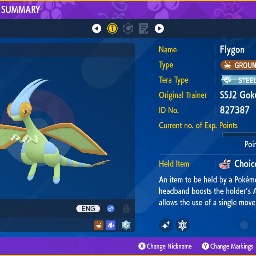 SUMMARY
Name Flygon
Type GROUN
Tera Type STEEL
Original Trainer SSJ2 Goku
ID No. 827387
Current no. of Exp. Points
Poin
Held Item Choic
An item to be held by a Pokémo
headband boosts the holder's A
allows the use of a single move
ENG
X Change Nickname Y Change Markings